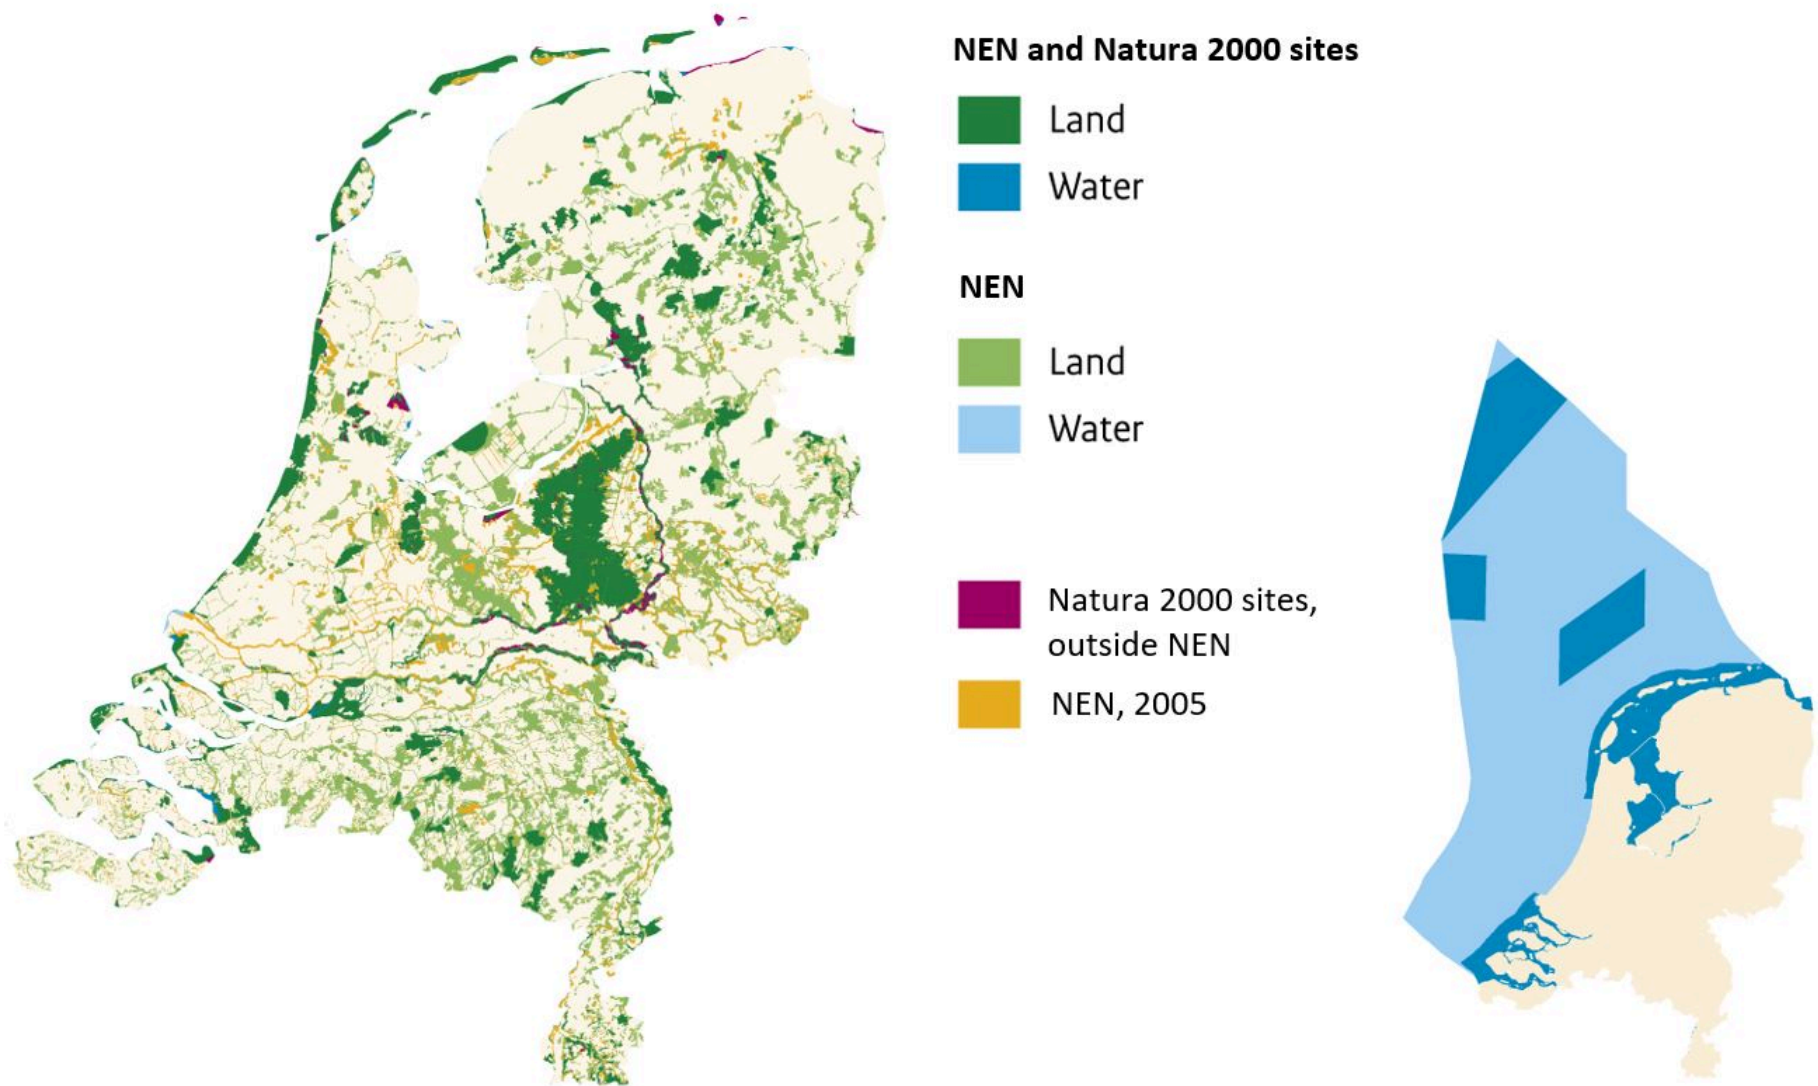 NEN and Natura 2000 sites
Land
Water
NEN
Land
Water
Natura 2000 sites,
outside NEN
NEN, 2005